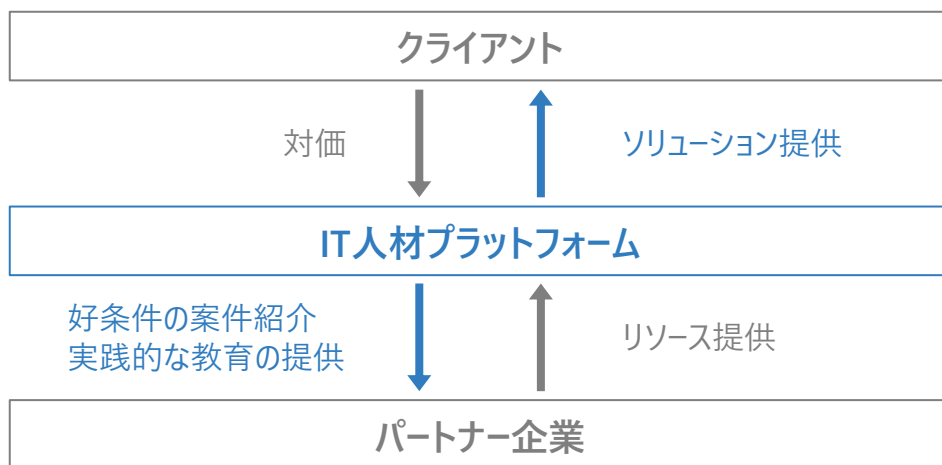 クライアント
対価
ソリューション提供
IT人材プラットフォーム
好条件の案件紹介
実践的な教育の提供
リソース提供
パートナー企業